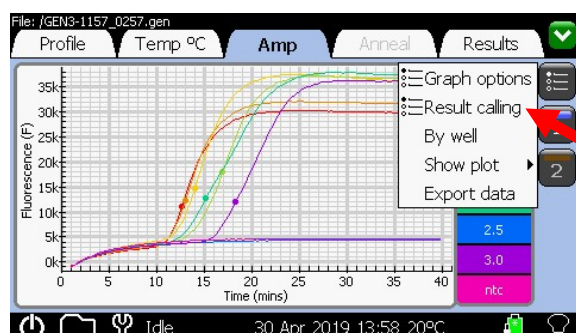 File: /GEN3-1157_0257.gen
Profile
Temp ºC
Amp
Anneal
Results
Graph options
Result calling
By well
Show plot
Export data
2
Fluorescence (F)
35k
30k
25k
20k
15k
10k
5k
0k
0 5 10 15 20 25 30 35 40
Time (mins)
2.5
3.0
ntc
Idle
30 Apr 2019 13:58 20ºC